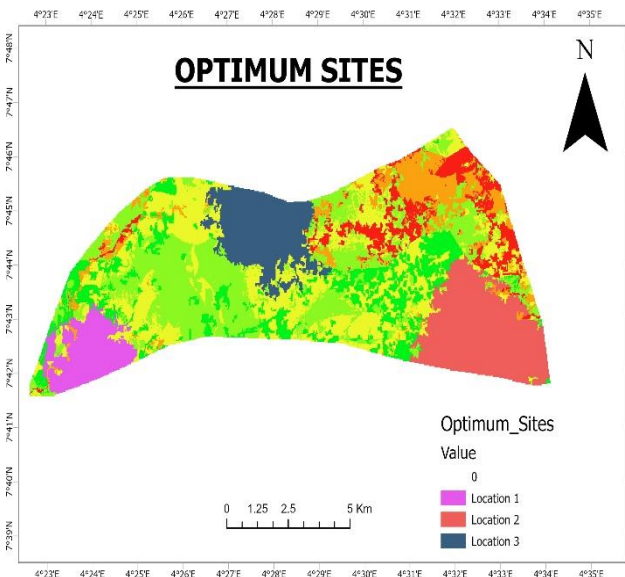 4°23'E 4°24'E 4°25'E 4°26'E 4°27'E 4°28'E 4°29'E 4°30'E 4°31'E 4°32'E 4°33'E 4°34'E 4°35'E
OPTIMUM SITES
N
7°48'N
7°47'N
7°46'N
7°45'N
7°44'N
7°43'N
7°42'N
7°41'N
7°40'N
7°39'N
Optimum_Sites
Value
0
Location 1
Location 2
Location 3
0 1.25 2.5 5 Km
4°23'E 4°24'E 4°25'E 4°26'E 4°27'E 4°28'E 4°29'E 4°30'E 4°31'E 4°32'E 4°33'E 4°34'E 4°35'E